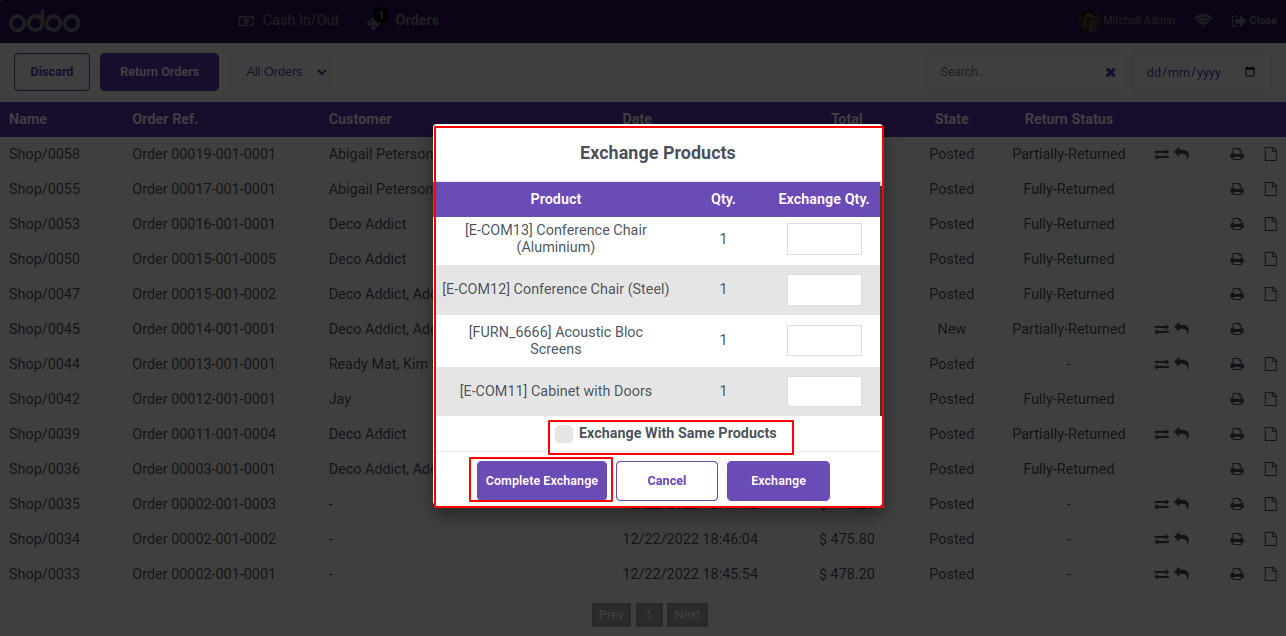 odoo Cash In/Out 1 Orders Mitchell Admin Close
Discard Return Orders All Orders Search... dd/mm/yyyy
Name Order Ref. Customer Date Total State Return Status
Shop/0058 Order 00019-001-0001 Abigail Peterson Posted Partially-Returned
Shop/0055 Order 00017-001-0001 Abigail Peterson Posted Fully-Returned
Shop/0053 Order 00016-001-0001 Deco Addict Posted Fully-Returned
Shop/0050 Order 00015-001-0005 Deco Addict Posted Fully-Returned
Shop/0047 Order 00015-001-0002 Deco Addict, Posted Fully-Returned
Shop/0045 Order 00014-001-0001 Deco Addict, New Partially-Returned
Shop/0044 Order 00013-001-0001 Ready Mat, Kim Posted -
Shop/0042 Order 00012-001-0001 Jay Posted Fully-Returned
Shop/0039 Order 00011-001-0004 Deco Addict Posted Partially-Returned
Shop/0036 Order 00003-001-0001 Deco Addict, Posted Fully-Returned
Shop/0035 Order 00002-001-0003 - Posted -
Shop/0034 Order 00002-001-0002 - 12/22/2022 18:46:04 $ 475.80 Posted -
Shop/0033 Order 00002-001-0001 - 12/22/2022 18:45:54 $ 478.20 Posted -
Prev 1 Next
Exchange Products
Product Qty. Exchange Qty.
[E-COM13] Conference Chair
(Aluminium) 1
[E-COM12] Conference Chair (Steel) 1
[FURN_6666] Acoustic Bloc
Screens 1
[E-COM11] Cabinet with Doors 1
Exchange With Same Products
Complete Exchange Cancel Exchange